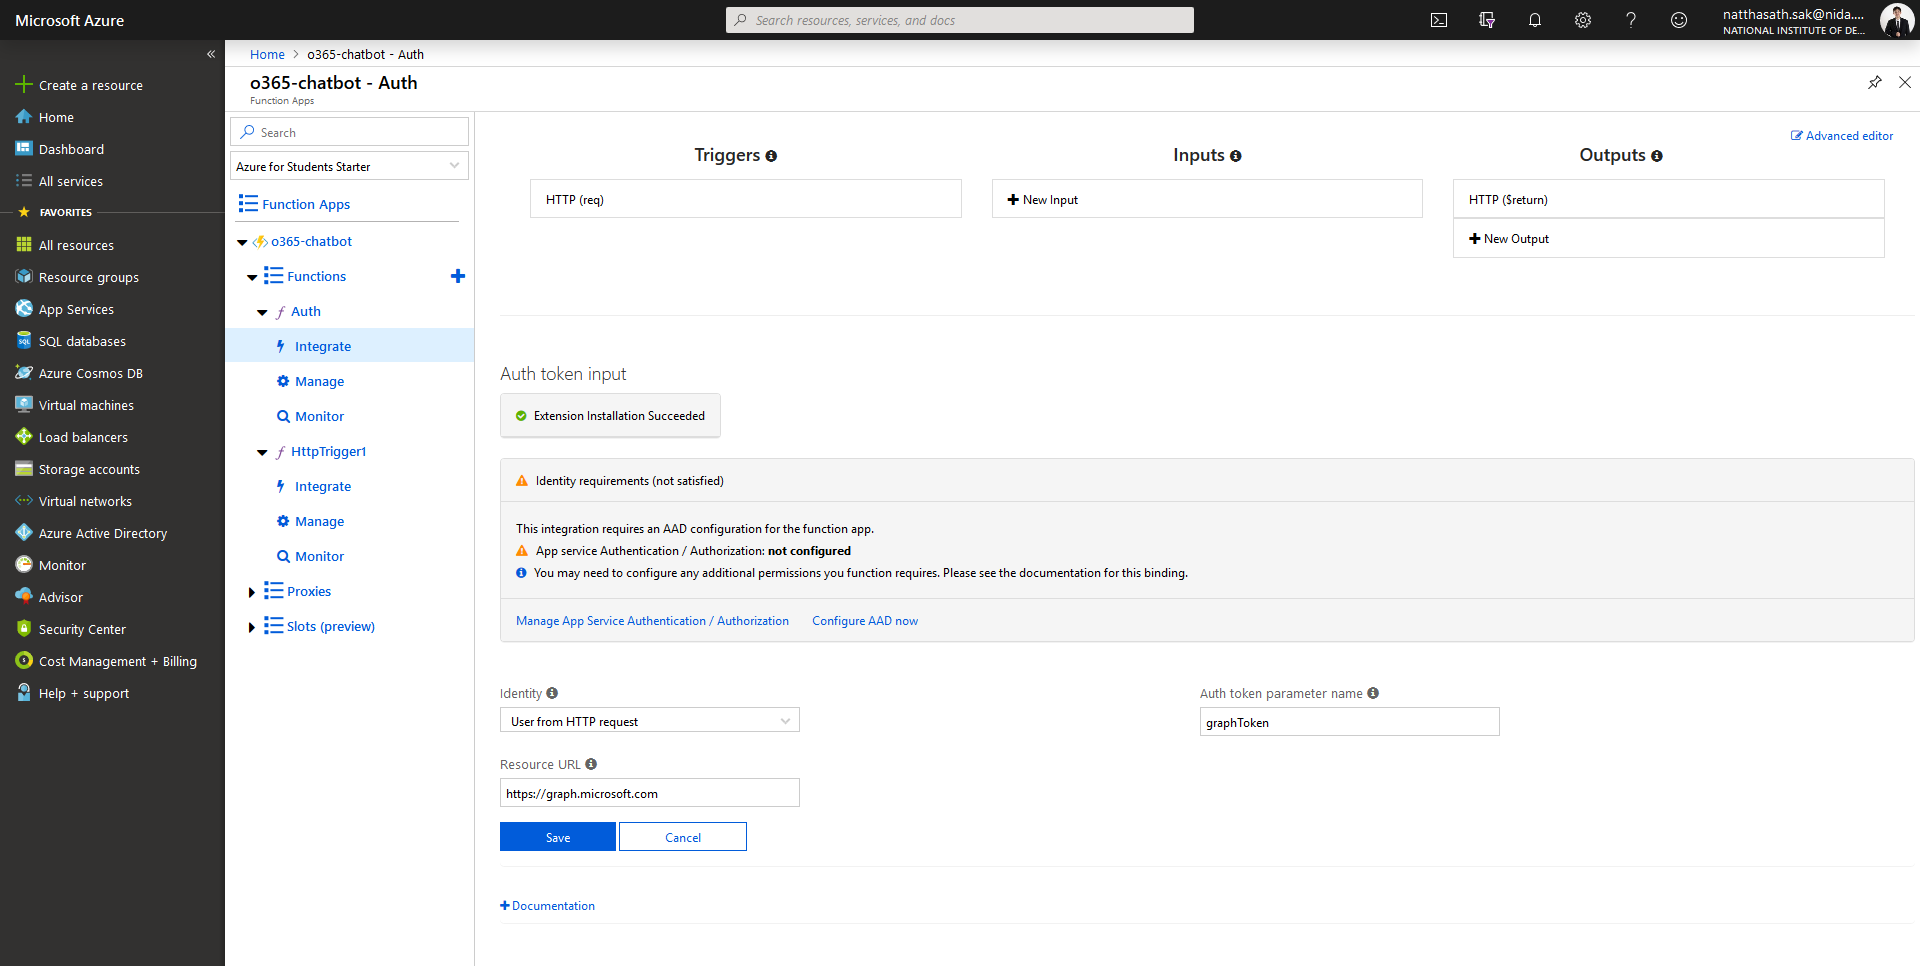 Microsoft Azure
Search resources, services, and docs
natthasath.sak@nida....
NATIONAL INSTITUTE OF DE...
«
Create a resource
Home
Dashboard
All services
FAVORITES
All resources
Resource groups
App Services
SQL databases
Azure Cosmos DB
Virtual machines
Load balancers
Storage accounts
Virtual networks
Azure Active Directory
Monitor
Advisor
Security Center
Cost Management + Billing
Help + support
Home > o365-chatbot - Auth
o365-chatbot - Auth
Function Apps
Search
Azure for Students Starter
Function Apps
o365-chatbot
Functions
Auth
Integrate
Manage
Monitor
HttpTrigger1
Integrate
Manage
Monitor
Proxies
Slots (preview)
Advanced editor
Triggers
HTTP (req)
Inputs
New Input
Outputs
HTTP ($return)
New Output
Auth token input
Extension Installation Succeeded
Identity requirements (not satisfied)
This integration requires an AAD configuration for the function app.
App service Authentication / Authorization: not configured
You may need to configure any additional permissions you function requires. Please see the documentation for this binding.
Manage App Service Authentication / Authorization Configure AAD now
Identity
User from HTTP request
Auth token parameter name
graphToken
Resource URL
https://graph.microsoft.com
Save Cancel
Documentation